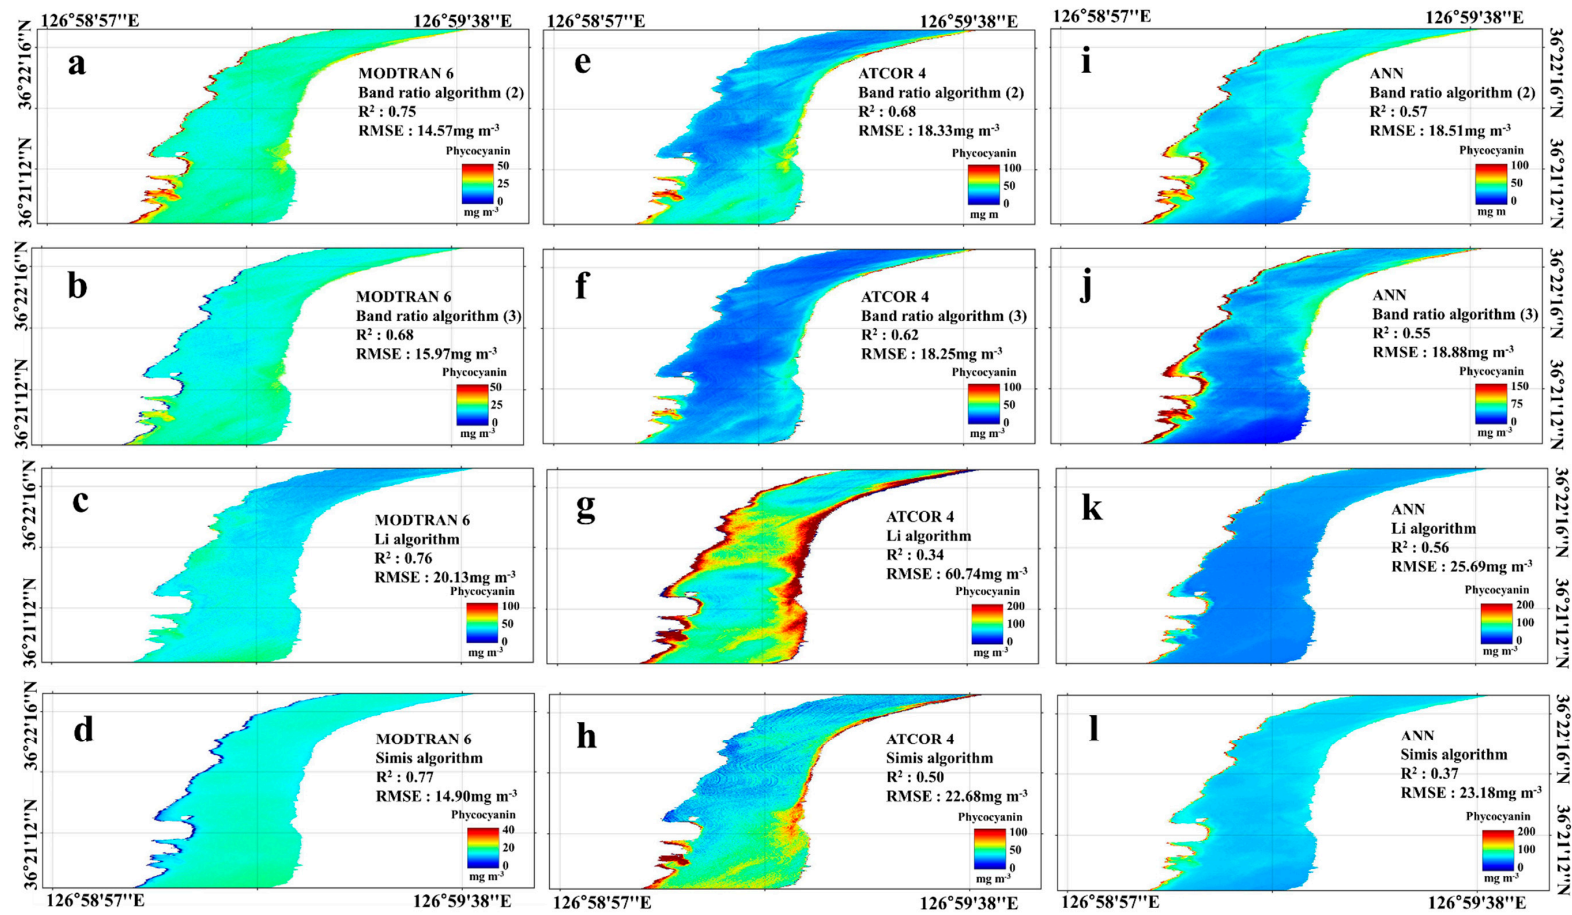 126°58'57''E 126°59'38''E 126°58'57''E 126°59'38''E 126°58'57''E 126°59'38''E
36°22'16''N
36°21'12''N
a
MODTRAN 6
Band ratio algorithm (2)
R² : 0.75
RMSE : 14.57mg m⁻³
Phycocyanin
50
25
0
mg m⁻³
e
ATCOR 4
Band ratio algorithm (2)
R² : 0.68
RMSE : 18.33mg m⁻³
Phycocyanin
100
50
0
mg m
i
ANN
Band ratio algorithm (2)
R² : 0.57
RMSE : 18.51mg m⁻³
Phycocyanin
100
50
0
mg m⁻³
36°22'16''N
36°21'12''N
36°22'16''N
36°21'12''N
b
MODTRAN 6
Band ratio algorithm (3)
R² : 0.68
RMSE : 15.97mg m⁻³
Phycocyanin
50
25
0
mg m⁻³
f
ATCOR 4
Band ratio algorithm (3)
R² : 0.62
RMSE : 18.25mg m⁻³
Phycocyanin
100
50
0
mg m⁻³
j
ANN
Band ratio algorithm (3)
R² : 0.55
RMSE : 18.88mg m⁻³
Phycocyanin
150
75
0
mg m⁻³
36°22'16''N
36°21'12''N
36°22'16''N
36°21'12''N
c
MODTRAN 6
Li algorithm
R² : 0.76
RMSE : 20.13mg m⁻³
Phycocyanin
100
50
0
mg m⁻³
g
ATCOR 4
Li algorithm
R² : 0.34
RMSE : 60.74mg m⁻³
Phycocyanin
200
100
0
mg m⁻³
k
ANN
Li algorithm
R² : 0.56
RMSE : 25.69mg m⁻³
Phycocyanin
200
100
0
mg m⁻³
36°22'16''N
36°21'12''N
36°22'16''N
36°21'12''N
d
MODTRAN 6
Simis algorithm
R² : 0.77
RMSE : 14.90mg m⁻³
Phycocyanin
40
20
0
mg m⁻³
h
ATCOR 4
Simis algorithm
R² : 0.50
RMSE : 22.68mg m⁻³
Phycocyanin
100
50
0
mg m⁻³
l
ANN
Simis algorithm
R² : 0.37
RMSE : 23.18mg m⁻³
Phycocyanin
200
100
0
mg m⁻³
36°22'16''N
36°21'12''N
126°58'57''E 126°59'38''E 126°58'57''E 126°59'38''E 126°58'57''E 126°59'38''E